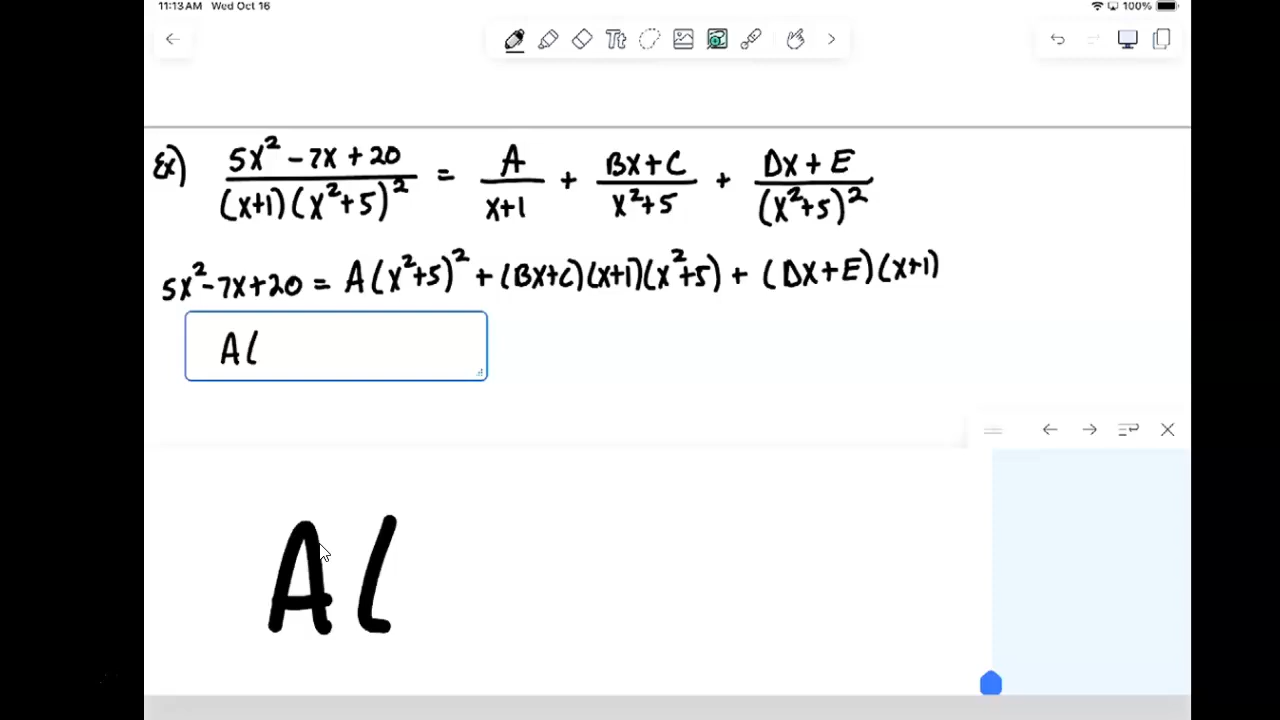 11:13 AM Wed Oct 16 100%
Tt
Ex) (5x² - 7x + 20)/((x+1)(x²+5)²) = A/(x+1) + (Bx+C)/(x²+5) + (Dx+E)/((x²+5)²)
5x² - 7x + 20 = A(x²+5)² + (Bx+C)(x+1)(x²+5) + (Dx+E)(x+1)
A(
A(